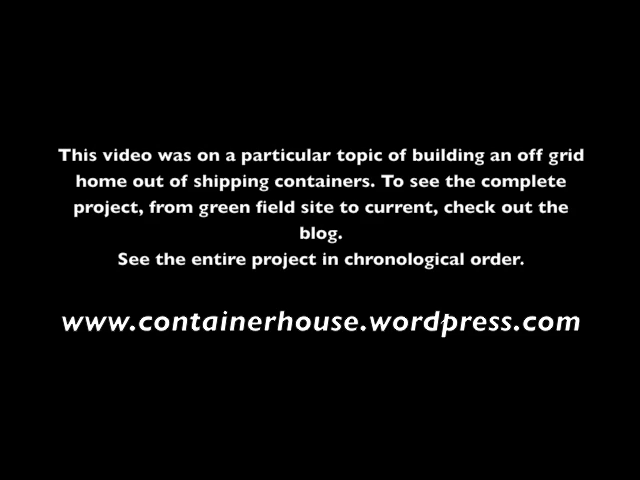 This video was on a particular topic of building an off grid
home out of shipping containers. To see the complete
project, from green field site to current, check out the
blog.
See the entire project in chronological order.
www.containerhouse.wordpress.com